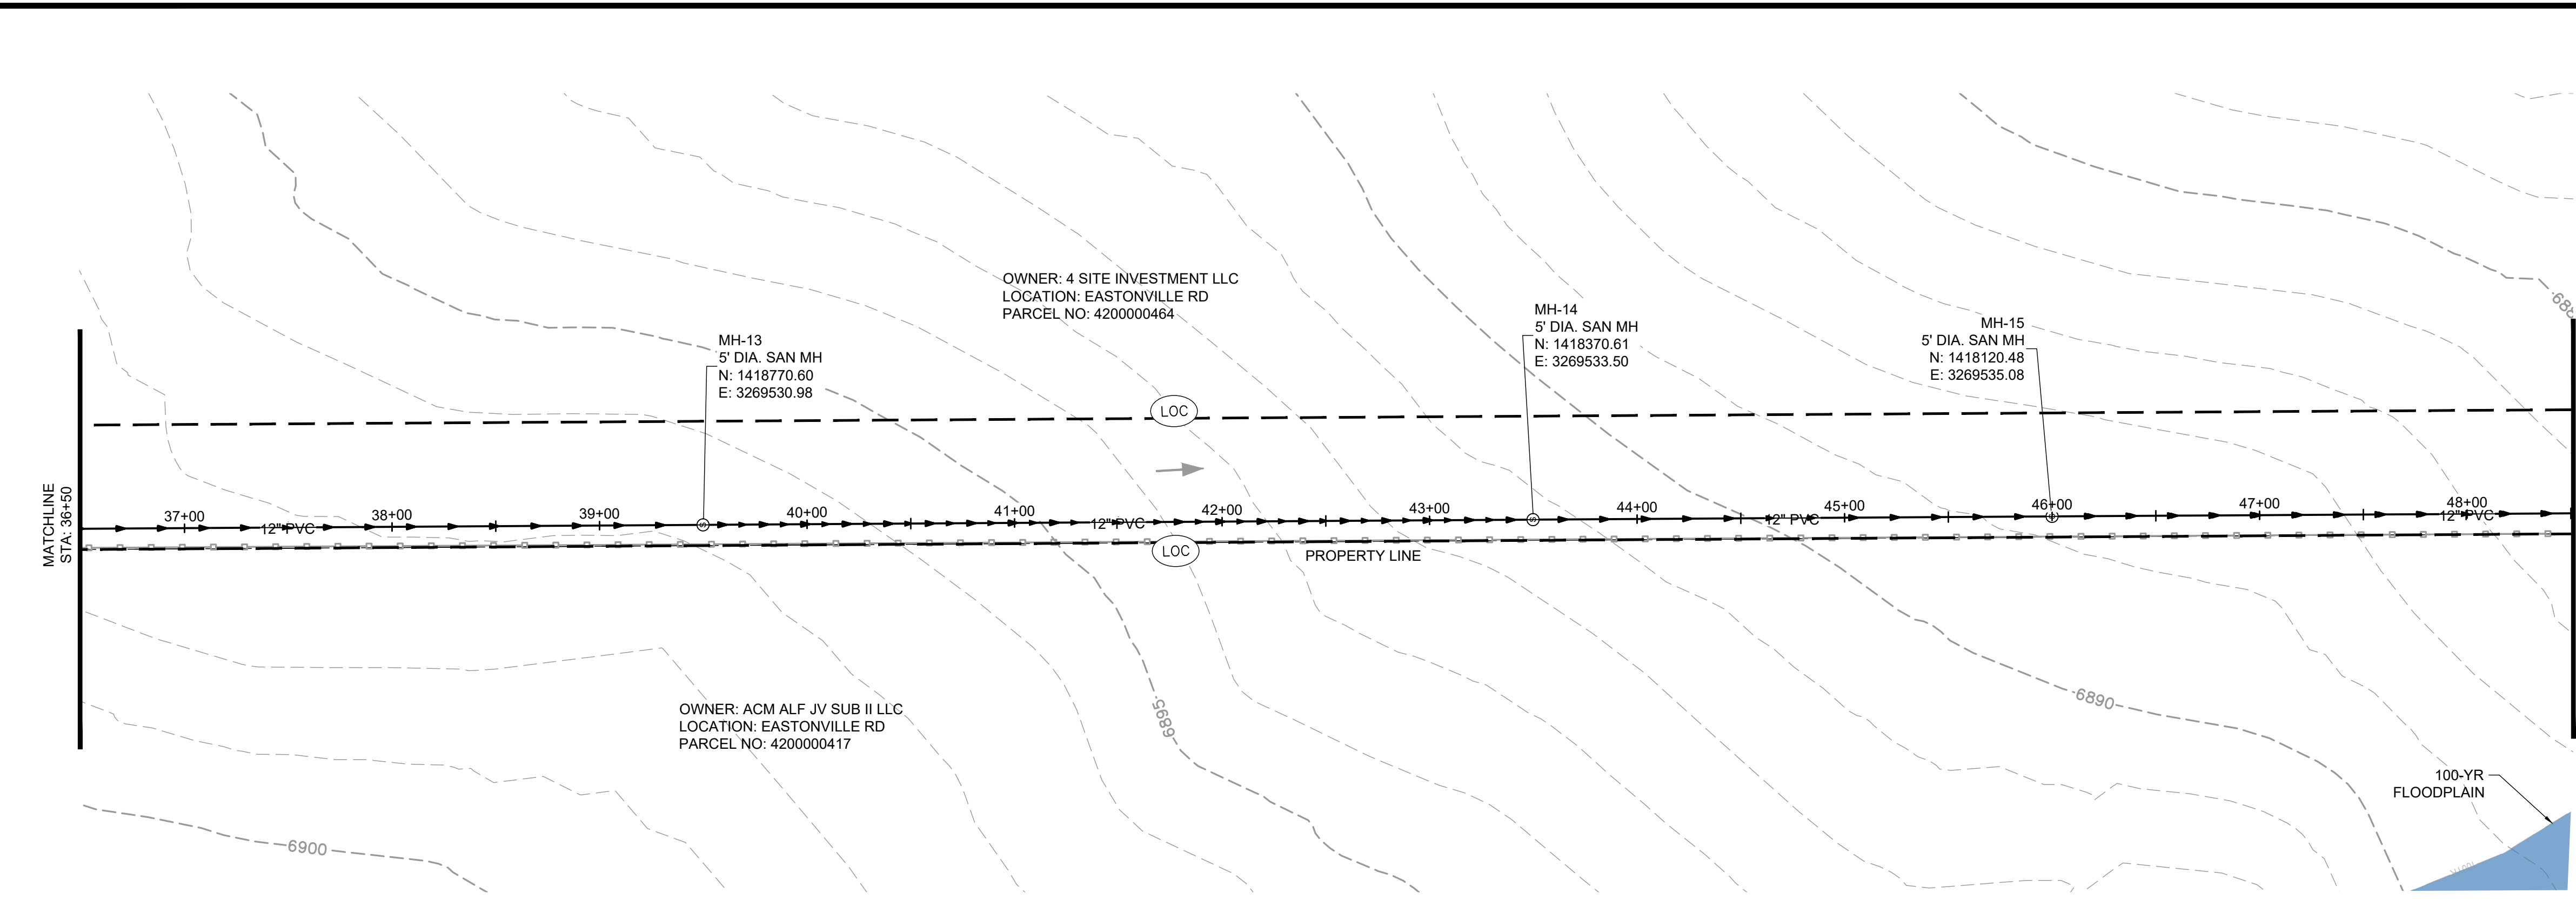 OWNER: 4 SITE INVESTMENT LLC
LOCATION: EASTONVILLE RD
PARCEL NO: 4200000464
MH-13
5' DIA. SAN MH
N: 1418770.60
E: 3269530.98
MH-14
5' DIA. SAN MH
N: 1418370.61
E: 3269533.50
MH-15
5' DIA. SAN MH
N: 1418120.48
E: 3269535.08
LOC
MATCHLINE
STA: 36+50
37+00
38+00
39+00
40+00
41+00
42+00
43+00
44+00
45+00
46+00
47+00
48+00
12" PVC
12" PVC
12" PVC
12" PVC
S
S
LOC
PROPERTY LINE
OWNER: ACM ALF JV SUB II LLC
LOCATION: EASTONVILLE RD
PARCEL NO: 4200000417
6895
6890
6900
100-YR
FLOODPLAIN